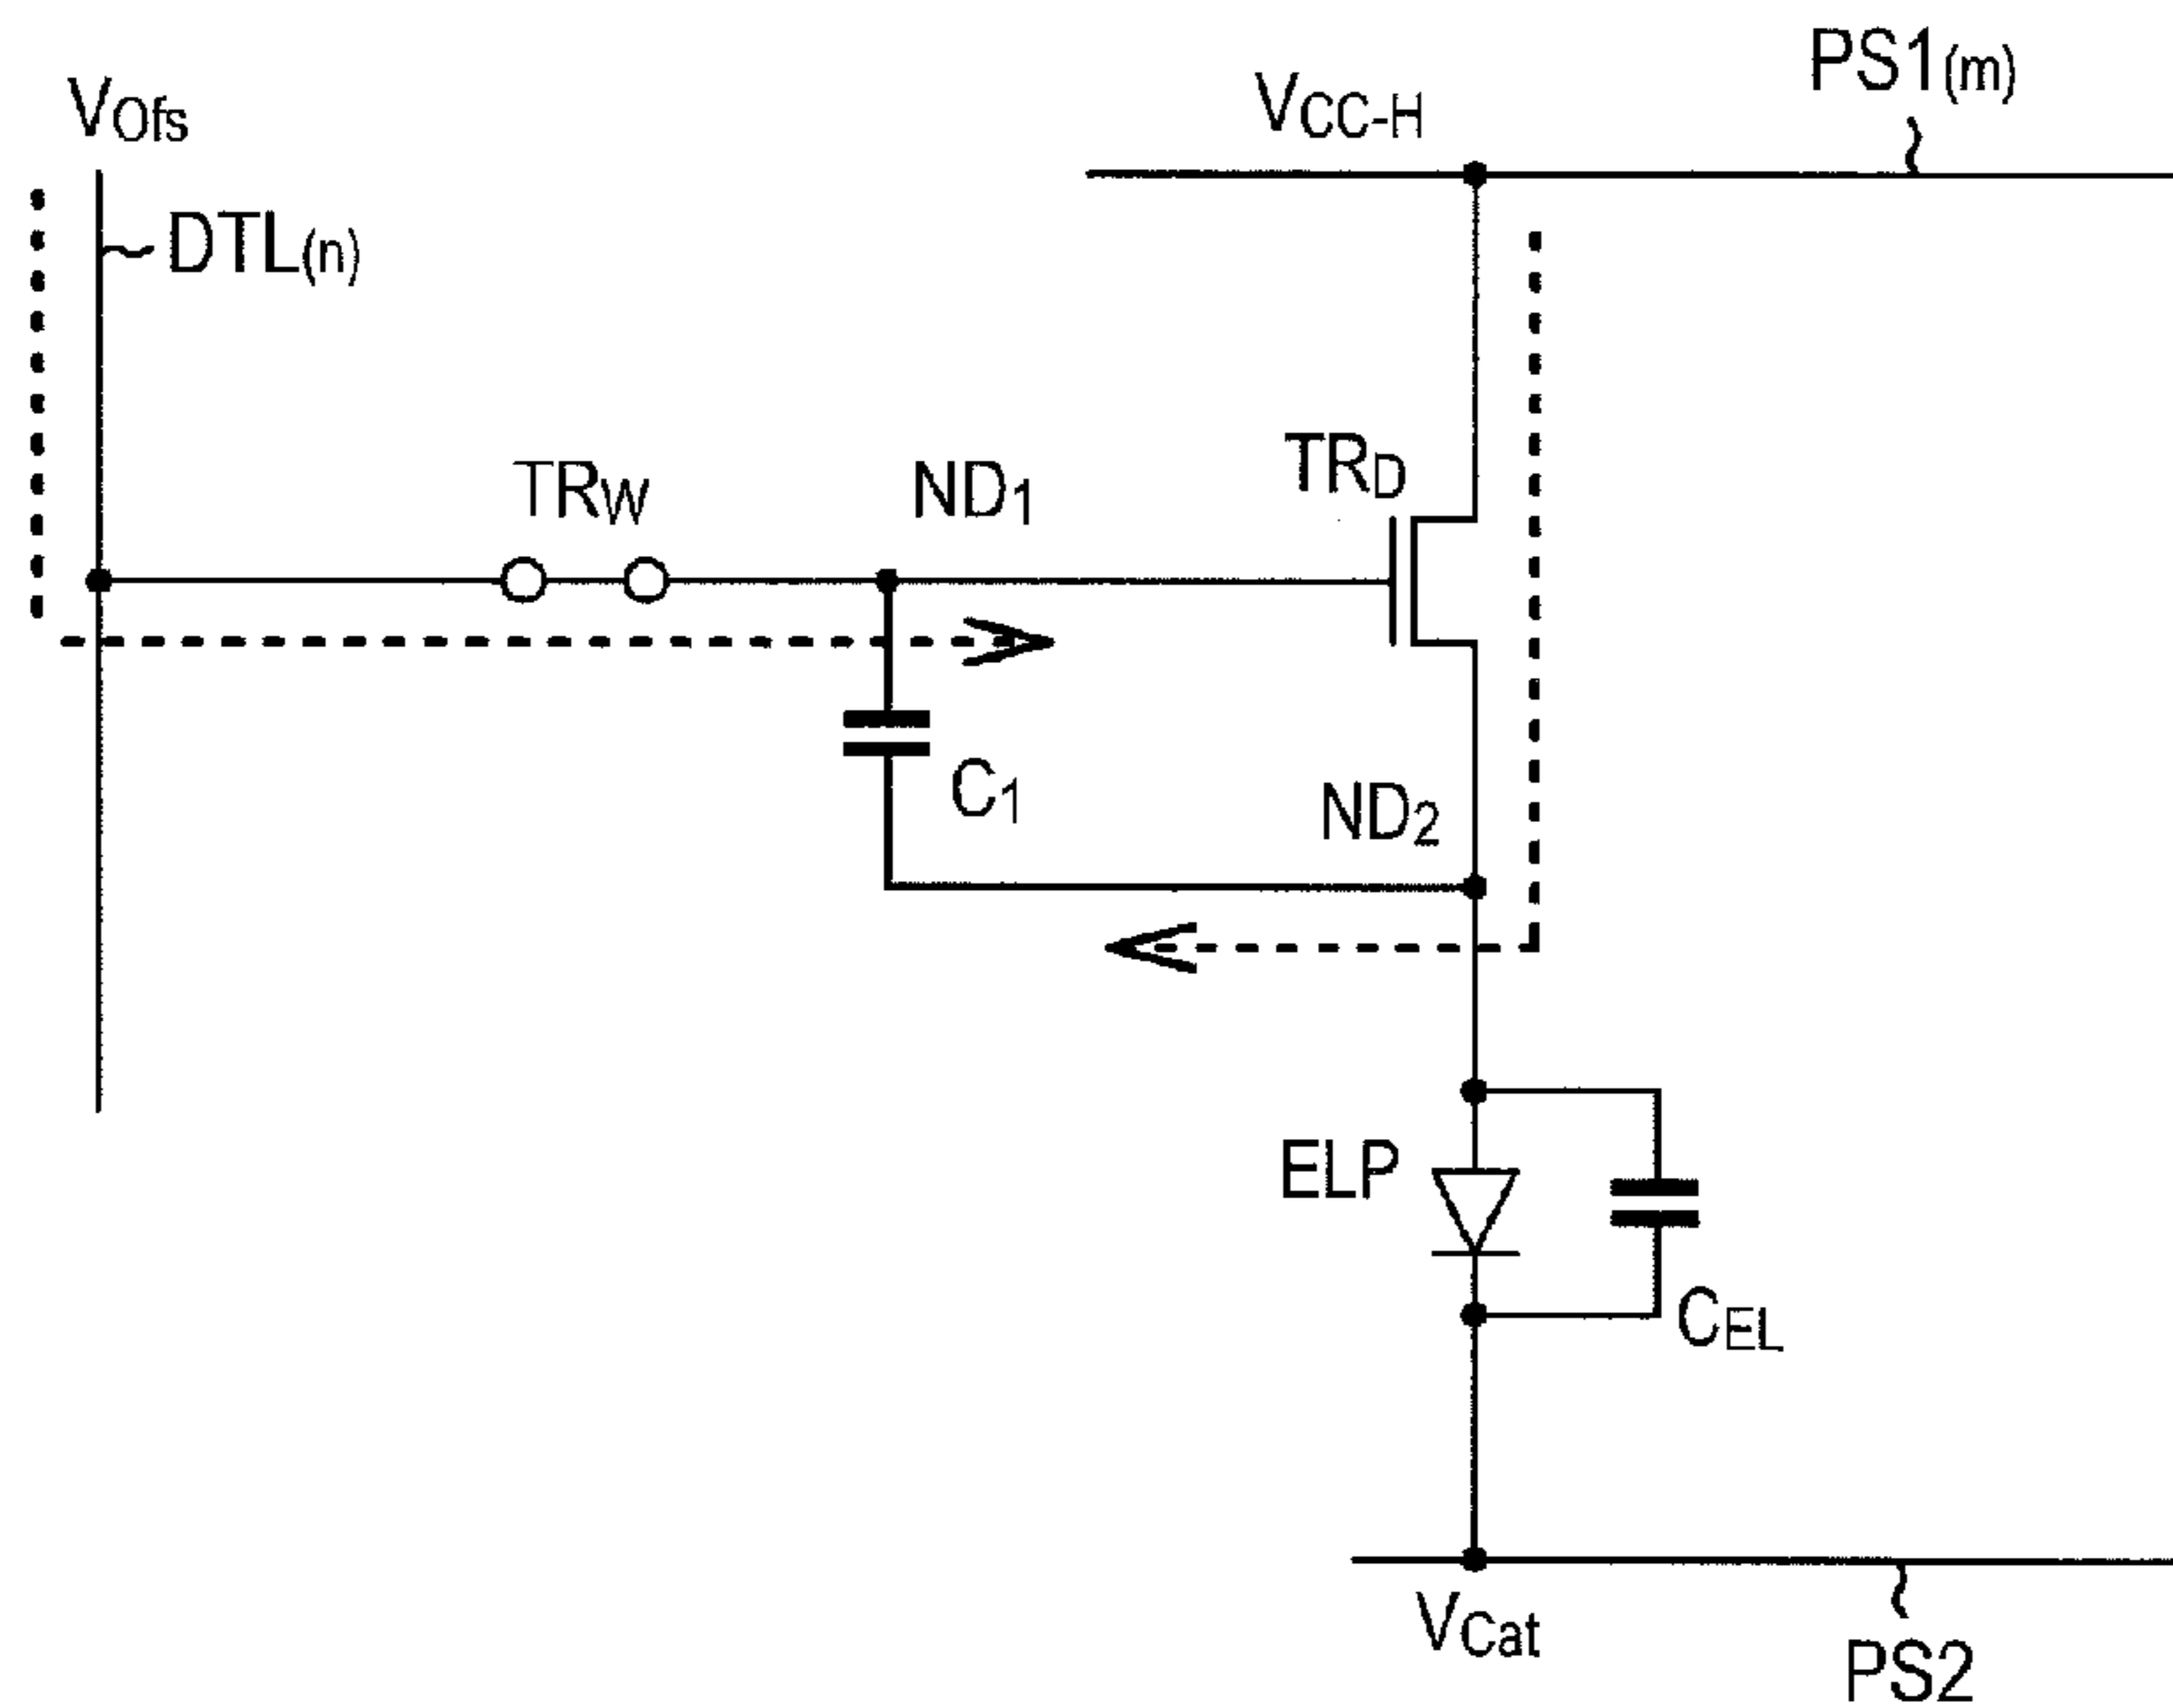 PS1(m)
VOfs
VCC-H
DTL(n)
TRW
ND1
TRD
C1
ND2
ELP
CEL
VCat
PS2